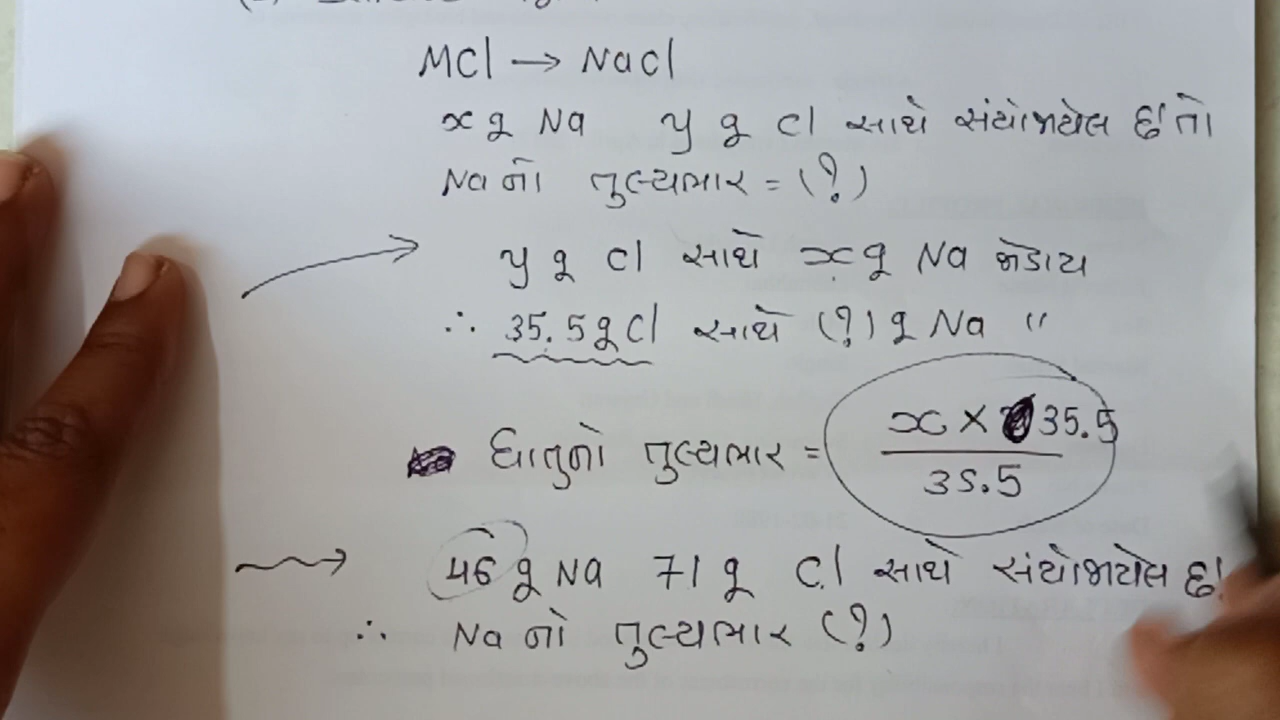 MCl → NaCl
x g Na y g Cl સાથે સંયોજાયેલ છે તો
Na નો તુલ્યભાર = (?)
y g Cl સાથે x g Na જોડાય
∴ 35.5 g Cl સાથે (?) g Na "
ધાતુનો તુલ્યભાર = x × 35.5 / 35.5
46 g Na 71 g Cl સાથે સંયોજાયેલ છે.
∴ Na નો તુલ્યભાર (?)